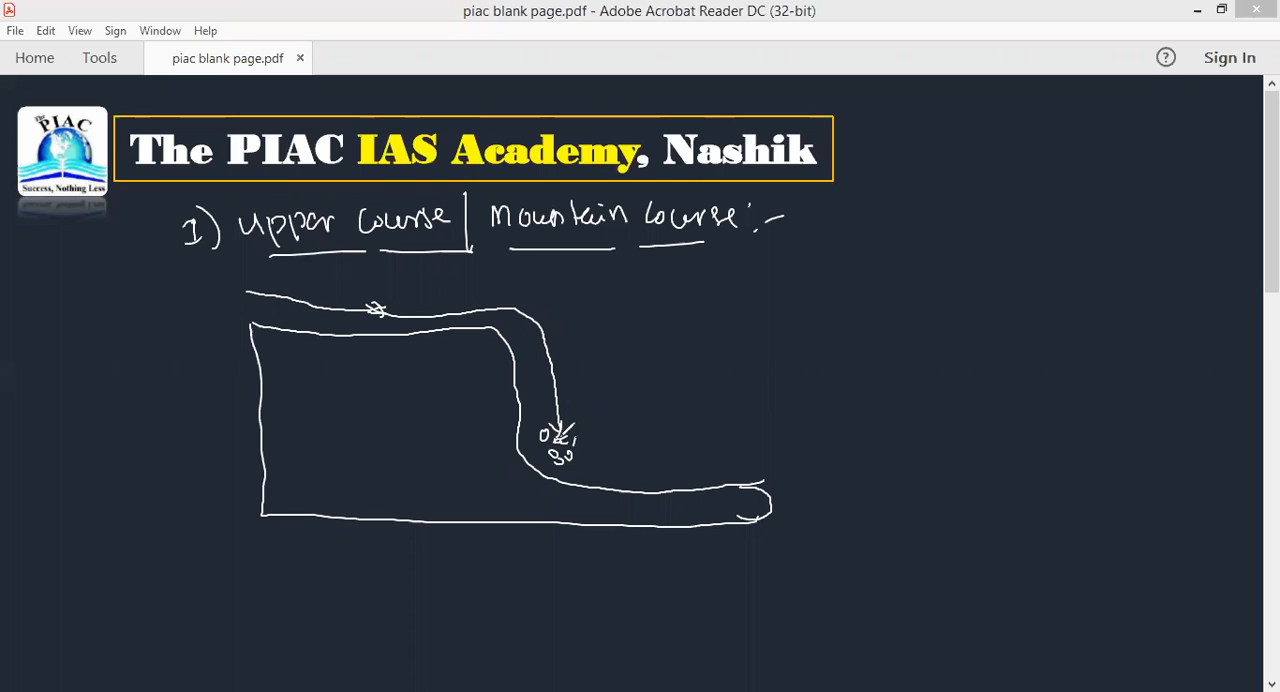 piac blank page.pdf - Adobe Acrobat Reader DC (32-bit)
File Edit View Sign Window Help
Home Tools piac blank page.pdf × ? Sign In
The PIAC
Success, Nothing Less
The PIAC IAS Academy, Nashik
1) Upper Course | Mountain Course :-